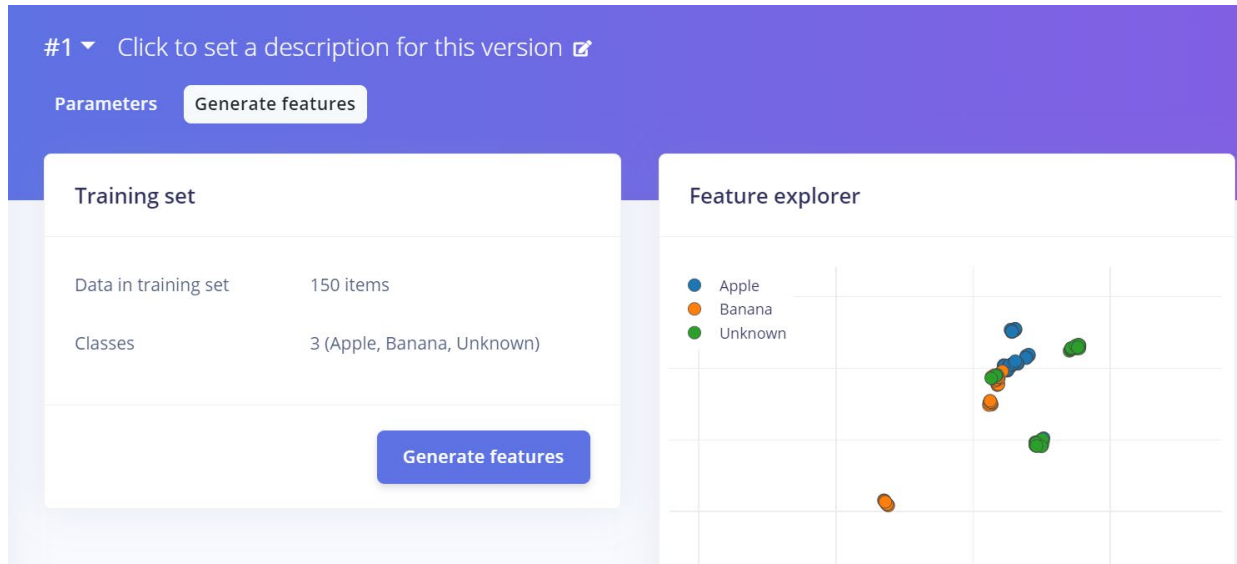 #1 Click to set a description for this version
Parameters Generate features
Training set
Data in training set 150 items
Classes 3 (Apple, Banana, Unknown)
Generate features
Feature explorer
Apple
Banana
Unknown